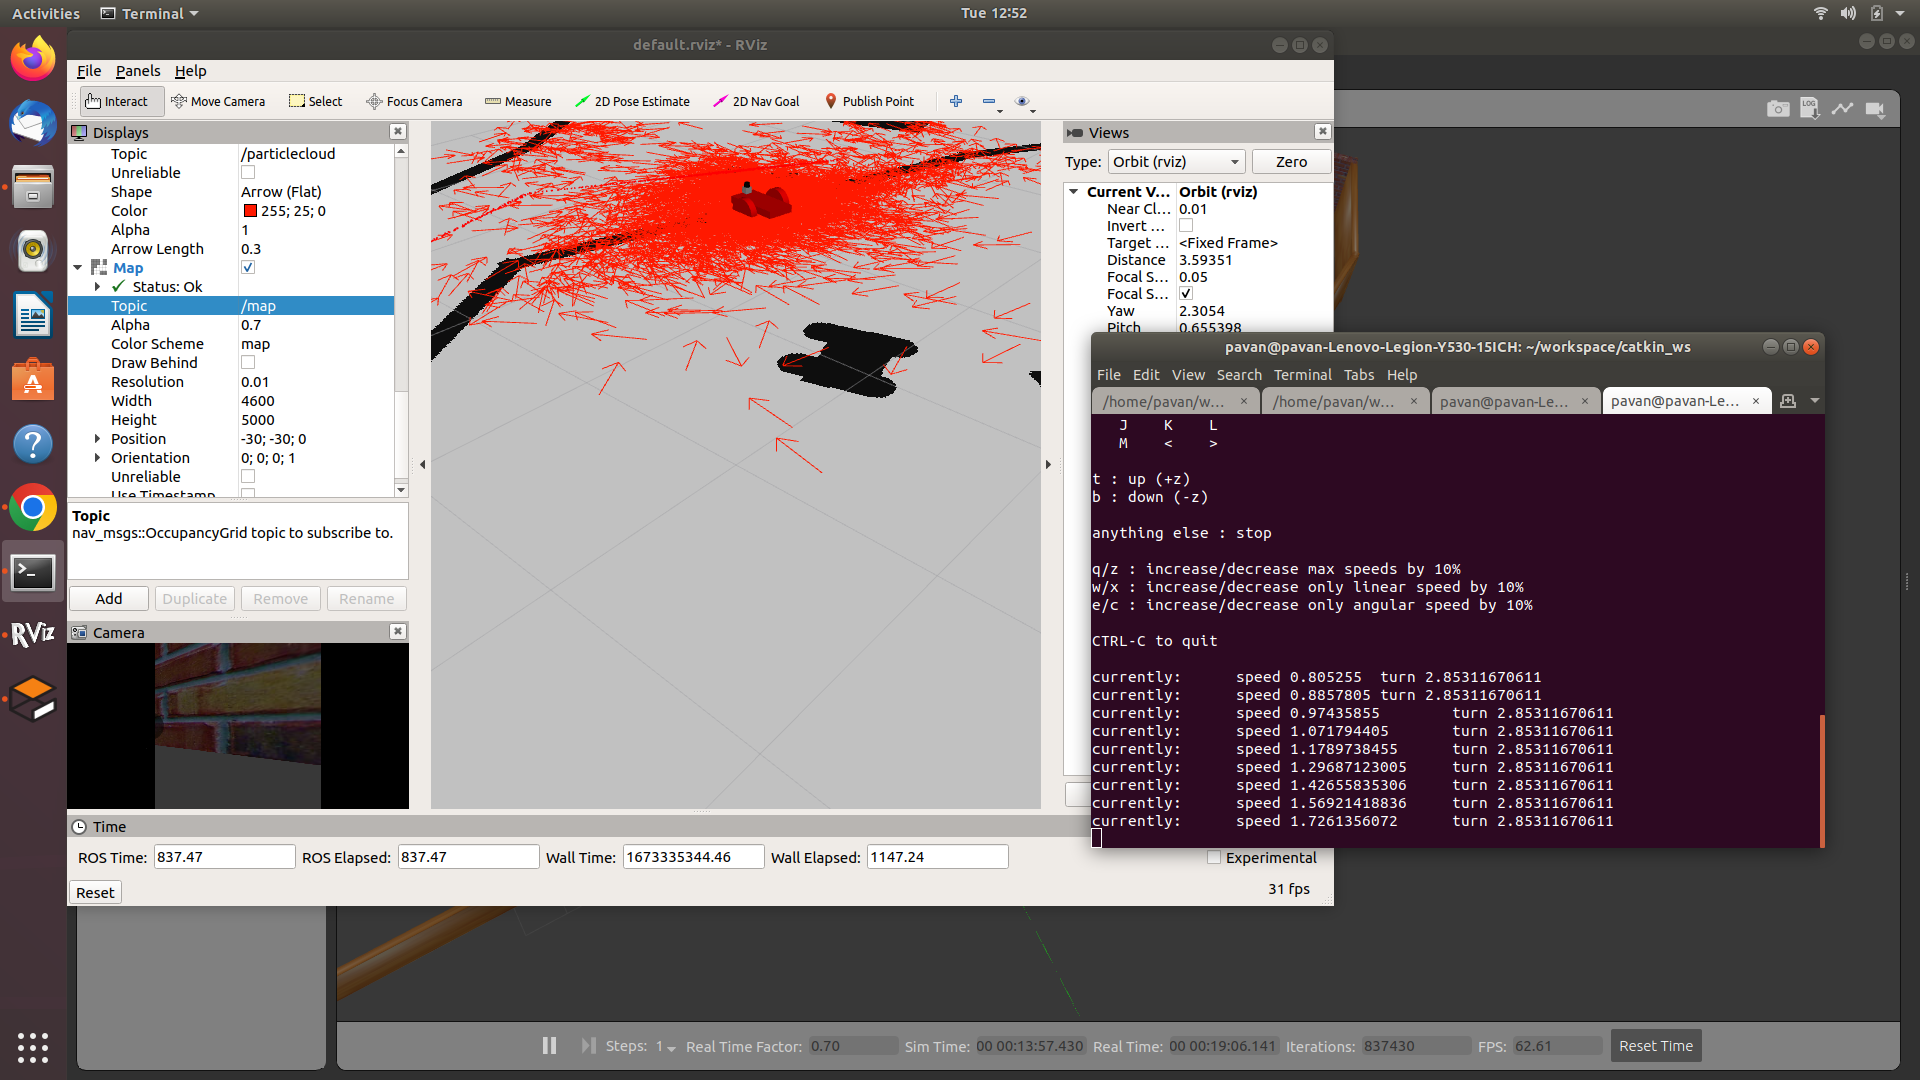 Activities
Terminal
Tue 12:52
default.rviz* - RViz
File Panels Help
Interact
Move Camera
Select
Focus Camera
Measure
2D Pose Estimate
2D Nav Goal
Publish Point
Displays
Topic /particlecloud
Unreliable
Shape Arrow (Flat)
Color 255; 25; 0
Alpha 1
Arrow Length 0.3
Map
Status: Ok
Topic /map
Alpha 0.7
Color Scheme map
Draw Behind
Resolution 0.01
Width 4600
Height 5000
Position -30; -30; 0
Orientation 0; 0; 0; 1
Unreliable
Use Timestamp
Topic
nav_msgs::OccupancyGrid topic to subscribe to.
Add Duplicate Remove Rename
Camera
RViz
Views
Type: Orbit (rviz) Zero
Current V... Orbit (rviz)
Near Cl... 0.01
Invert ...
Target ... <Fixed Frame>
Distance 3.59351
Focal S... 0.05
Focal S...
Yaw 2.3054
Pitch 0.655398
LOG
pavan@pavan-Lenovo-Legion-Y530-15ICH: ~/workspace/catkin_ws
File Edit View Search Terminal Tabs Help
/home/pavan/w... × /home/pavan/w... × pavan@pavan-Le... × pavan@pavan-Le... ×
J K L
M < >
t : up (+z)
b : down (-z)
anything else : stop
q/z : increase/decrease max speeds by 10%
w/x : increase/decrease only linear speed by 10%
e/c : increase/decrease only angular speed by 10%
CTRL-C to quit
currently: speed 0.805255 turn 2.85311670611
currently: speed 0.8857805 turn 2.85311670611
currently: speed 0.97435855 turn 2.85311670611
currently: speed 1.071794405 turn 2.85311670611
currently: speed 1.1789738455 turn 2.85311670611
currently: speed 1.29687123005 turn 2.85311670611
currently: speed 1.42655835306 turn 2.85311670611
currently: speed 1.56921418836 turn 2.85311670611
currently: speed 1.7261356072 turn 2.85311670611
Time
ROS Time: 837.47 ROS Elapsed: 837.47 Wall Time: 1673335344.46 Wall Elapsed: 1147.24 Experimental
Reset
31 fps
Steps: 1 Real Time Factor: 0.70 Sim Time: 00 00:13:57.430 Real Time: 00 00:19:06.141 Iterations: 837430 FPS: 62.61 Reset Time